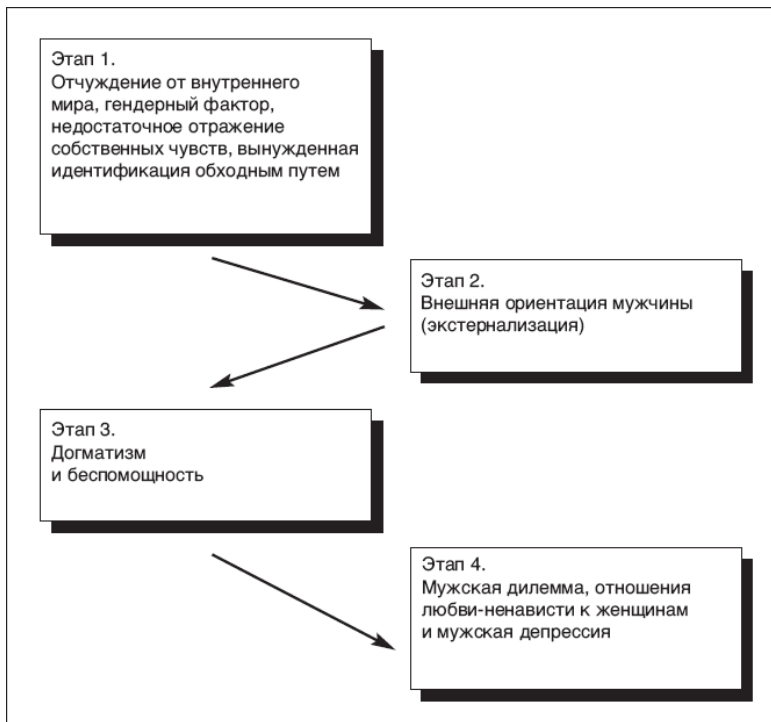 Этап 1.
Отчуждение от внутреннего
мира, гендерный фактор,
недостаточное отражение
собственных чувств, вынужденная
идентификация обходным путем
Этап 2.
Внешняя ориентация мужчины
(экстернализация)
Этап 3.
Догматизм
и беспомощность
Этап 4.
Мужская дилемма, отношения
любви-ненависти к женщинам
и мужская депрессия